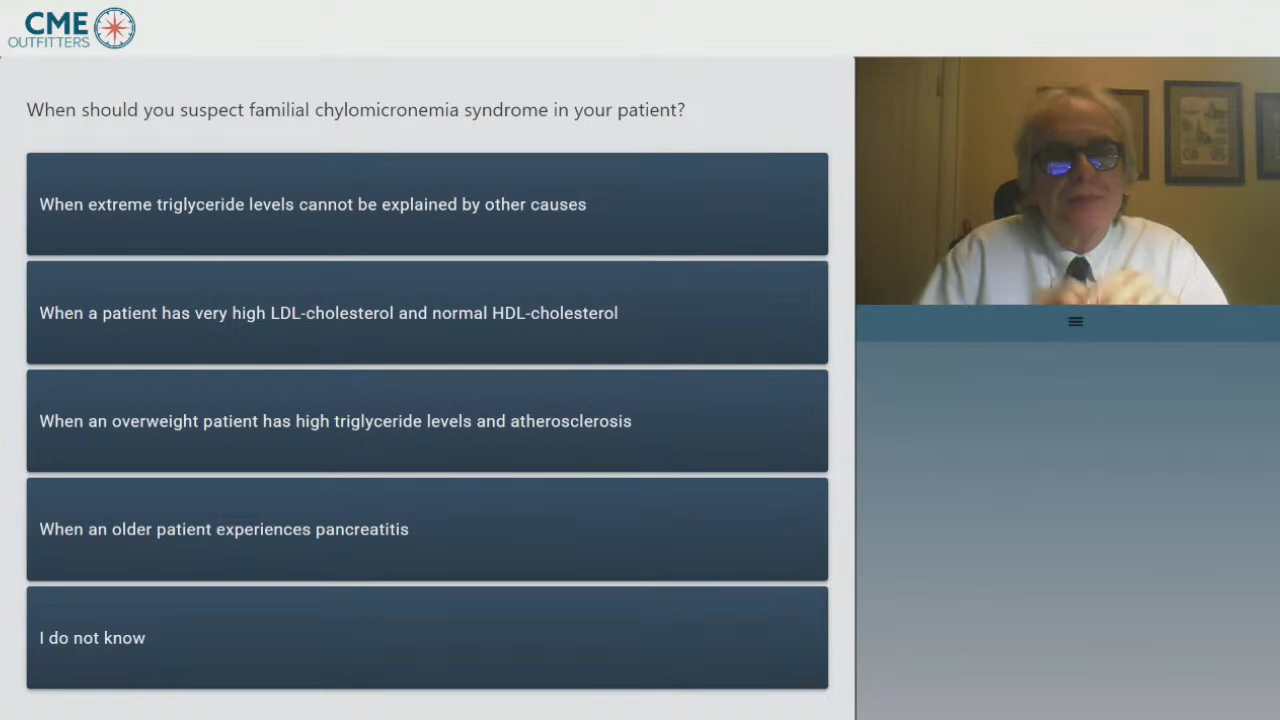 CME
OUTFITTERS
When should you suspect familial chylomicronemia syndrome in your patient?
When extreme triglyceride levels cannot be explained by other causes
When a patient has very high LDL-cholesterol and normal HDL-cholesterol
When an overweight patient has high triglyceride levels and atherosclerosis
When an older patient experiences pancreatitis
I do not know